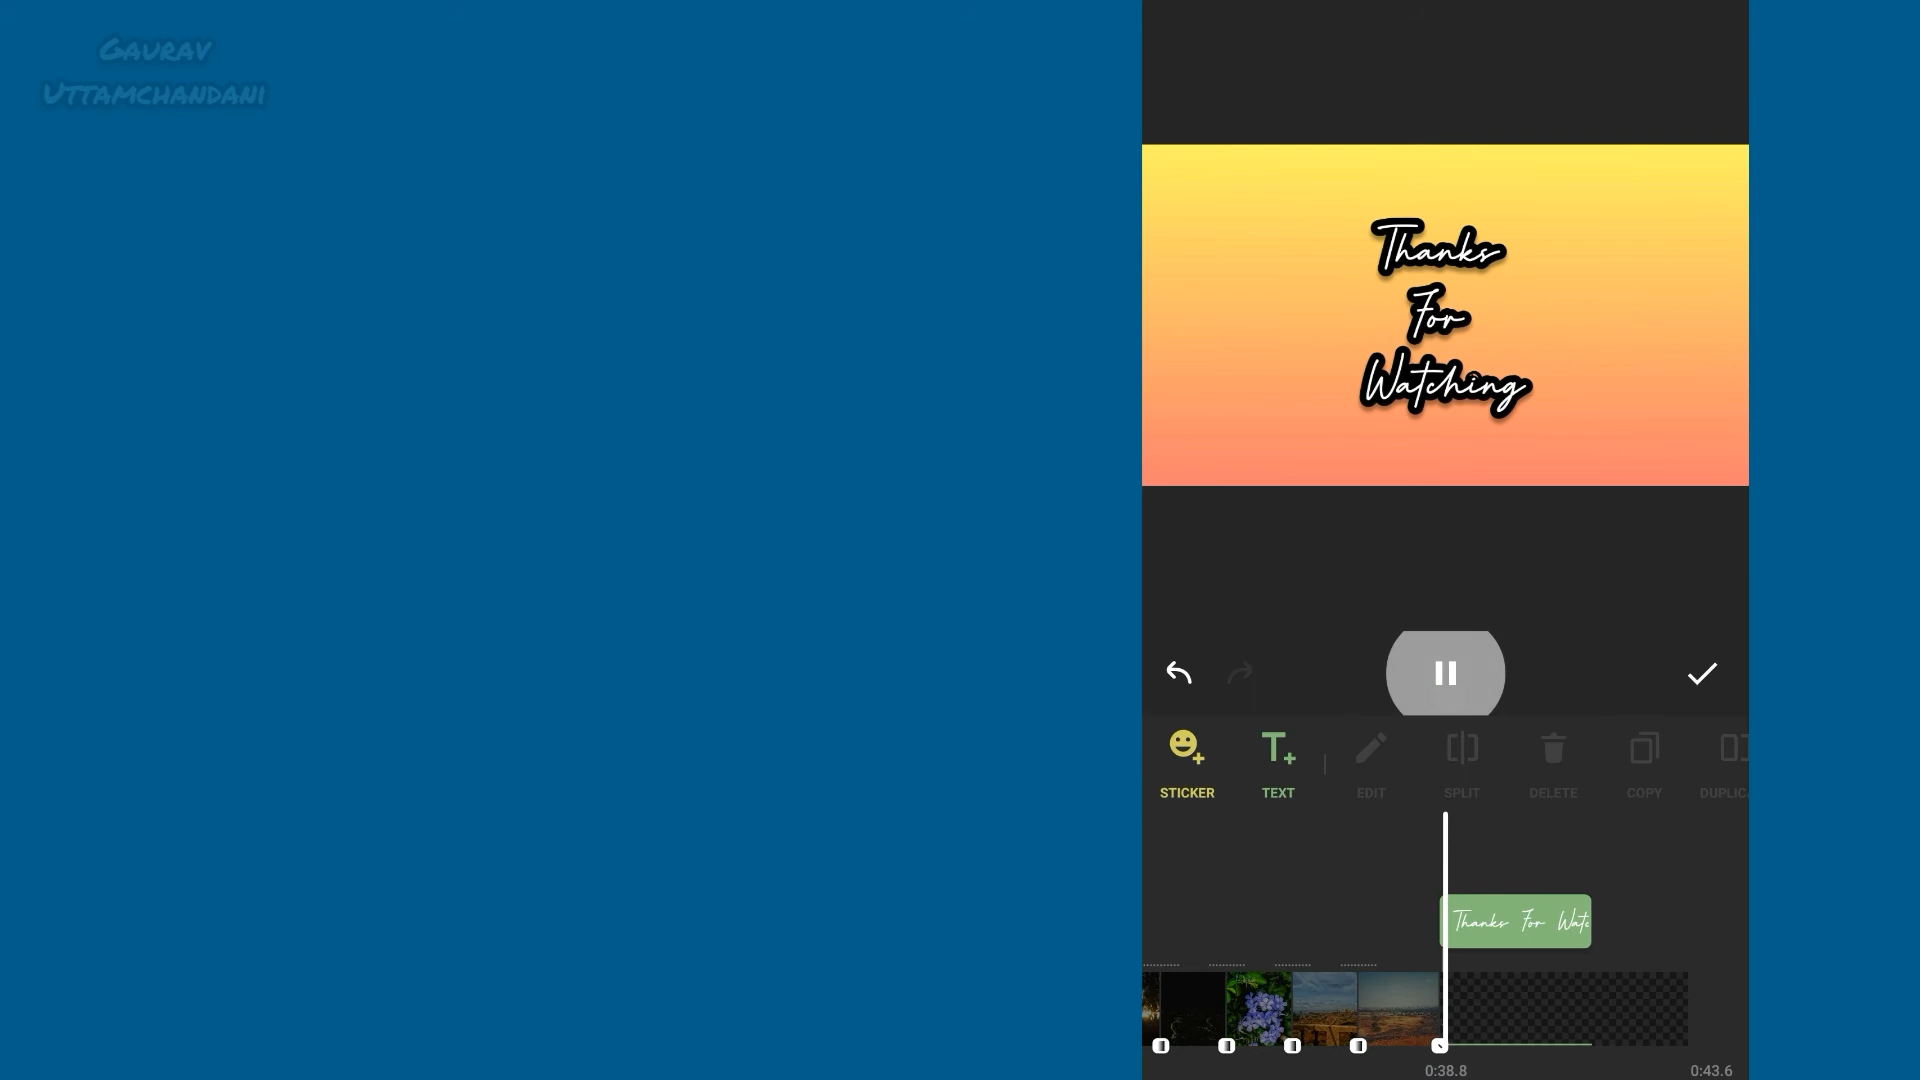 Gaurav
Uttamchandani
Thanks
For
Watching
STICKER
TEXT
EDIT
SPLIT
DELETE
COPY
DUPLIC
Thanks For Watc
0:38.8
0:43.6